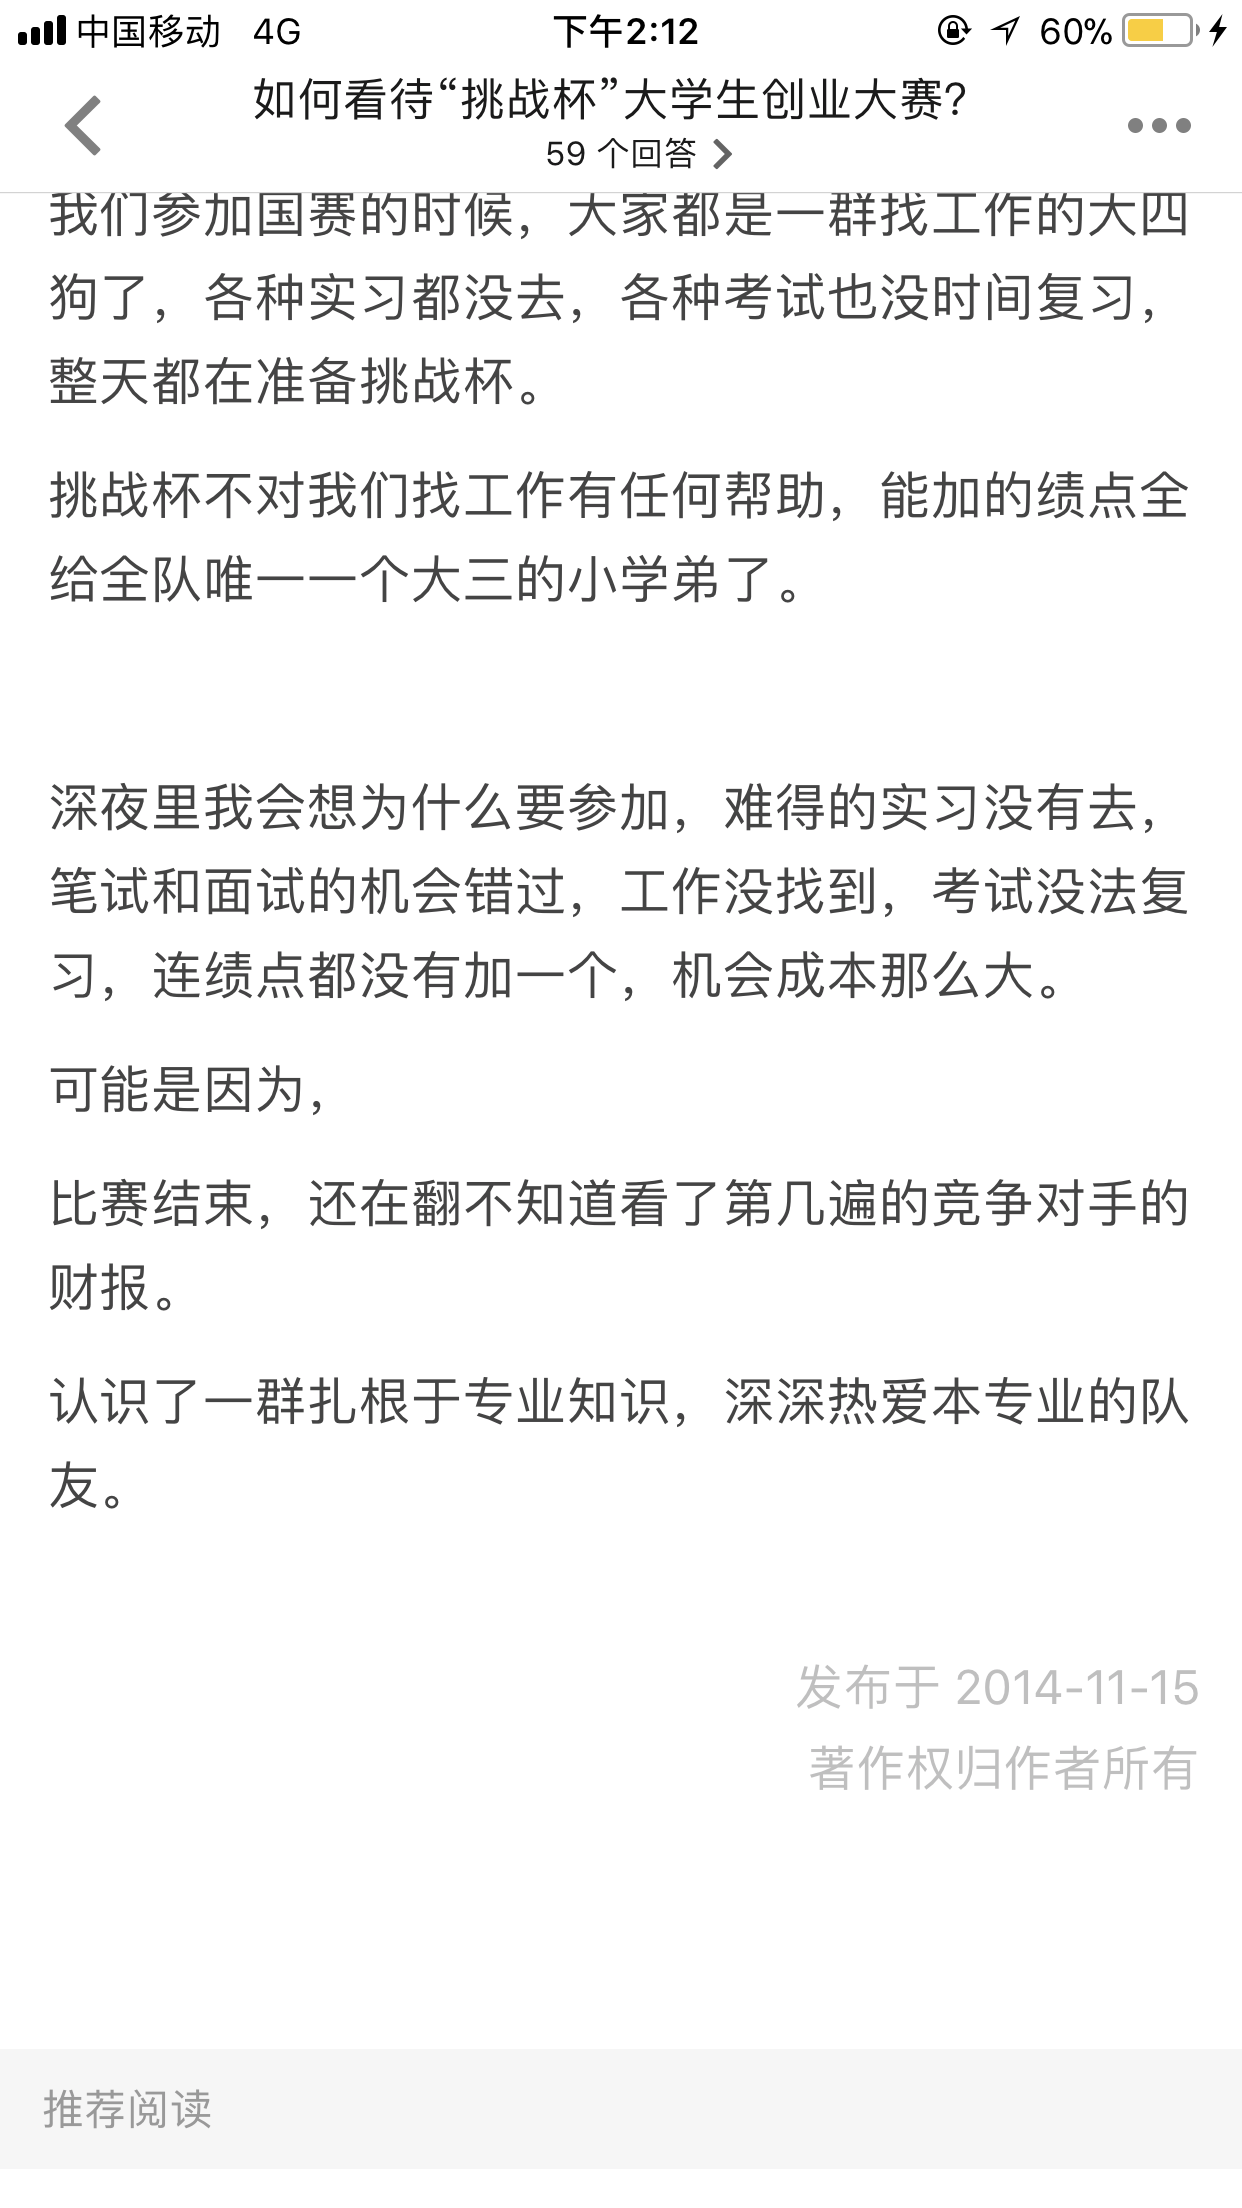 中国移动 4G 下午2:12 60%
如何看待“挑战杯”大学生创业大赛?
59 个回答
我们参加国赛的时候，大家都是一群找工作的大四
狗了，各种实习都没去，各种考试也没时间复习，
整天都在准备挑战杯。
挑战杯不对我们找工作有任何帮助，能加的绩点全
给全队唯一一个大三的小学弟了。
深夜里我会想为什么要参加，难得的实习没有去，
笔试和面试的机会错过，工作没找到，考试没法复
习，连绩点都没有加一个，机会成本那么大。
可能是因为，
比赛结束，还在翻不知道看了第几遍的竞争对手的
财报。
认识了一群扎根于专业知识，深深热爱本专业的队
友。
发布于 2014-11-15
著作权归作者所有
推荐阅读